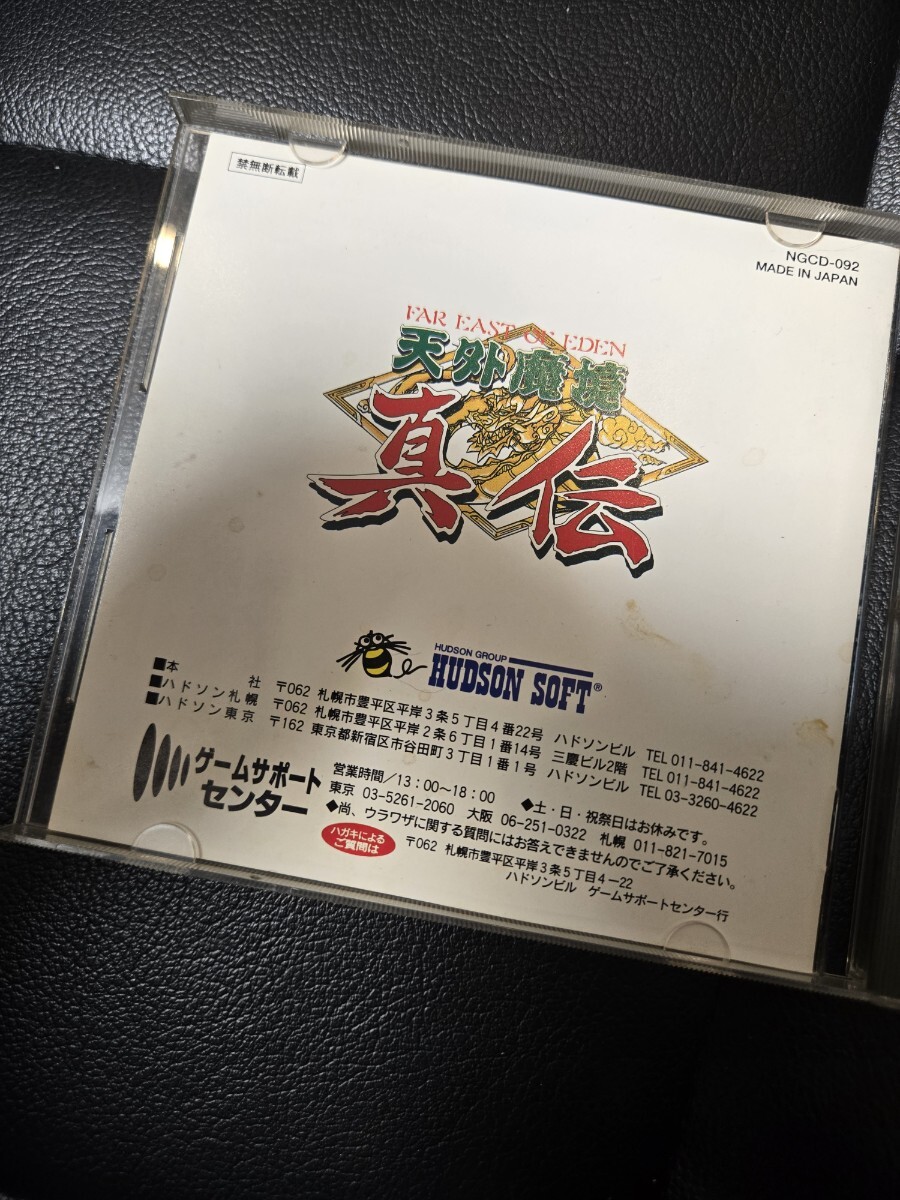 禁無断転載
NGCD-092
MADE IN JAPAN
FAR EAST OF EDEN
天外魔境
真伝
HUDSON GROUP
HUDSON SOFT®
■本 社 〒062 札幌市豊平区平岸3条5丁目4番22号 ハドソンビル TEL 011-841-4622
■ハドソン札幌 〒062 札幌市豊平区平岸2条6丁目1番14号 三慶ビル2階 TEL 011-841-4622
■ハドソン東京 〒162 東京都新宿区市谷田町3丁目1番1号 ハドソンビル TEL 03-3260-4622
ゲームサポート
センター
営業時間/13:00〜18:00 ◆土・日・祝祭日はお休みです。
東京 03-5261-2060 大阪 06-251-0322 札幌 011-821-7015
◆尚、ウラワザに関する質問にはお答えできませんのでご了承ください。
ハガキによる
ご質問は
〒062 札幌市豊平区平岸3条5丁目4-22
ハドソンビル ゲームサポートセンター行